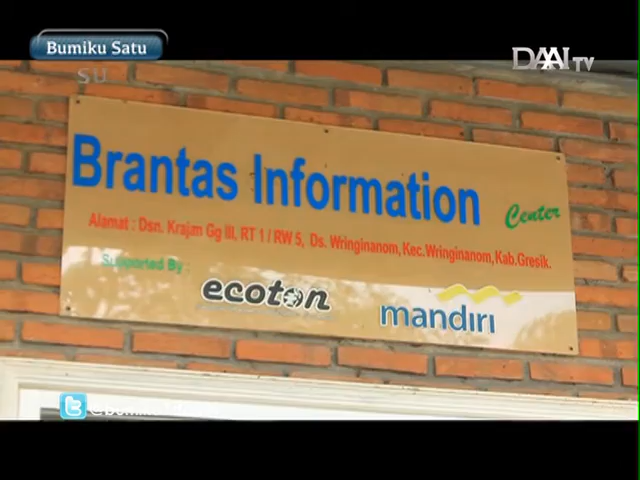 Bumiku Satu
DAAI TV
SU
Brantas Information
Center
Alamat : Dsn. Krajan Gg III, RT 1 / RW 5, Ds. Wringinanom, Kec.Wringinanom, Kab.Gresik.
Supported By :
ecoton
mandiri